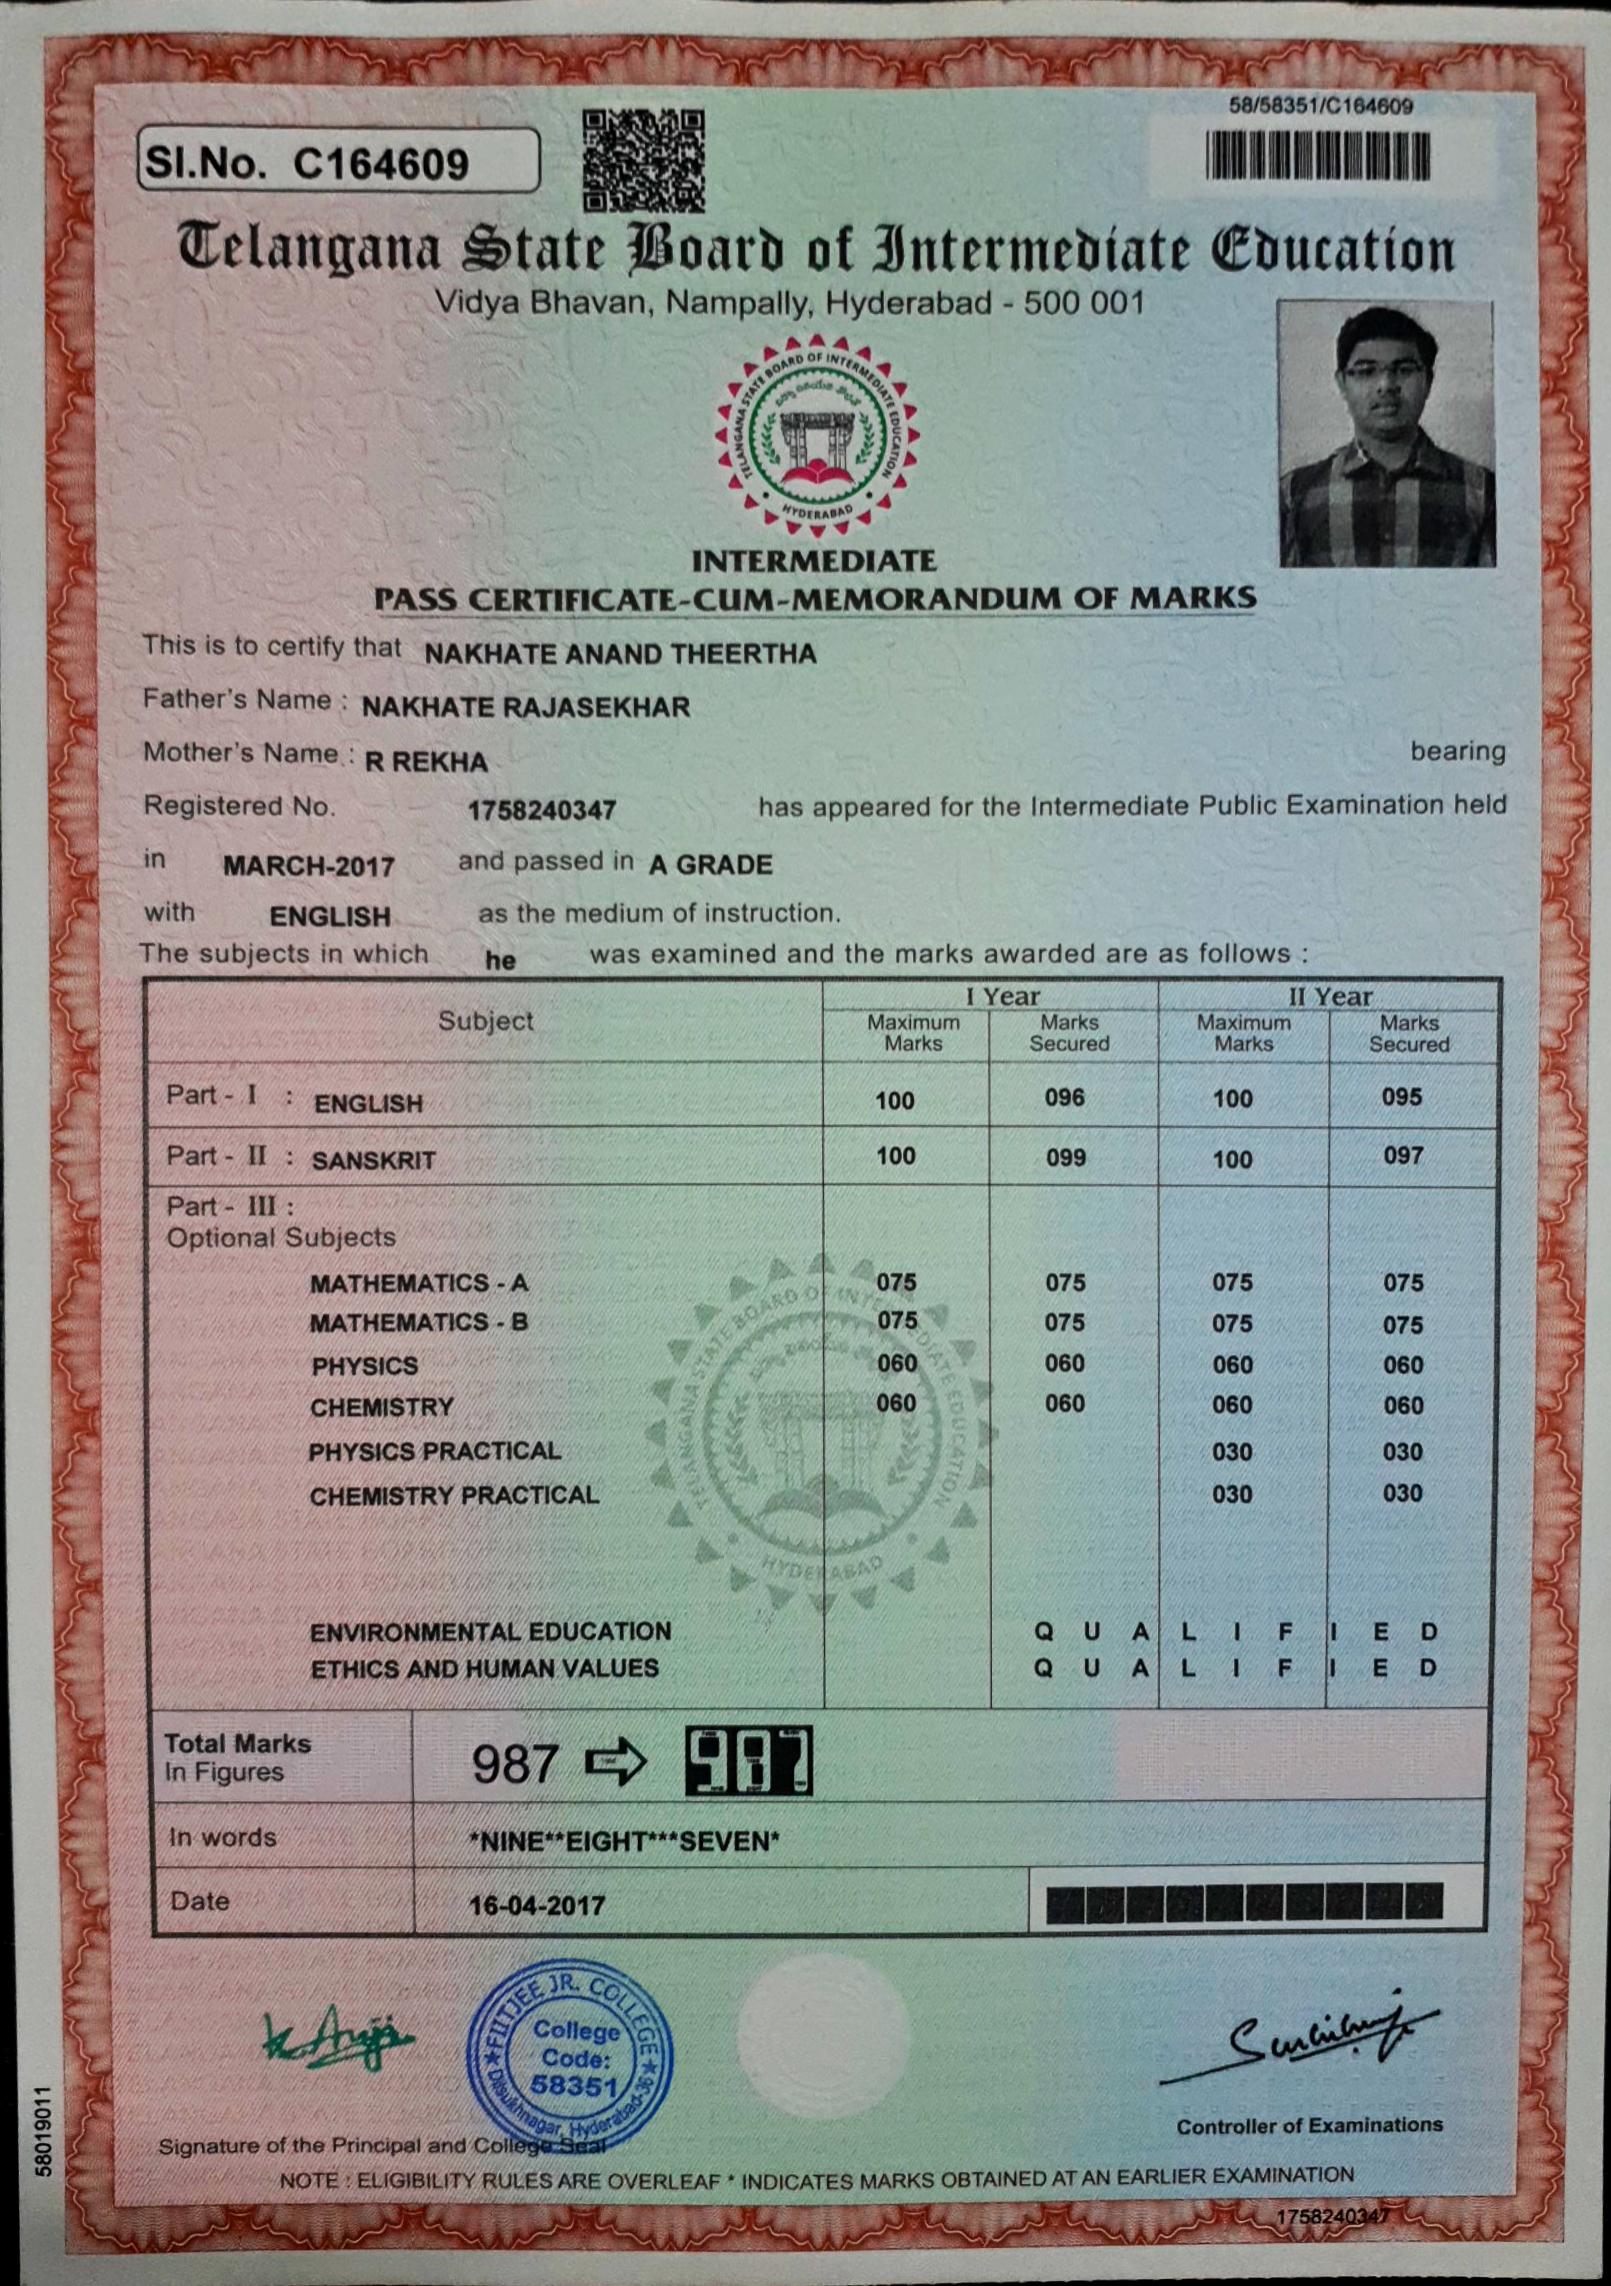 58/58351/C164609
Sl.No. C164609
Telangana State Board of Intermediate Education
Vidya Bhavan, Nampally, Hyderabad - 500 001
TELANGANA STATE BOARD OF INTERMEDIATE EDUCATION
HYDERABAD
INTERMEDIATE
PASS CERTIFICATE-CUM-MEMORANDUM OF MARKS
This is to certify that NAKHATE ANAND THEERTHA
Father's Name : NAKHATE RAJASEKHAR
Mother's Name : R REKHA bearing
Registered No. 1758240347 has appeared for the Intermediate Public Examination held
in MARCH-2017 and passed in A GRADE
with ENGLISH as the medium of instruction.
The subjects in which he was examined and the marks awarded are as follows :
Subject I Year II Year
Maximum Marks Marks Secured Maximum Marks Marks Secured
Part - I : ENGLISH 100 096 100 095
Part - II : SANSKRIT 100 099 100 097
Part - III :
Optional Subjects
MATHEMATICS - A 075 075 075 075
MATHEMATICS - B 075 075 075 075
PHYSICS 060 060 060 060
CHEMISTRY 060 060 060 060
PHYSICS PRACTICAL 030 030
CHEMISTRY PRACTICAL 030 030
TELANGANA STATE BOARD OF INTERMEDIATE EDUCATION
HYDERABAD
ENVIRONMENTAL EDUCATION Q U A L I F I E D
ETHICS AND HUMAN VALUES Q U A L I F I E D
Total Marks
In Figures 987 987
In words *NINE**EIGHT***SEVEN*
Date 16-04-2017
FIITJEE JR. COLLEGE
College
Code:
58351
Dilsukhnagar, Hyderabad-36
Controller of Examinations
Signature of the Principal and College Seal
NOTE : ELIGIBILITY RULES ARE OVERLEAF * INDICATES MARKS OBTAINED AT AN EARLIER EXAMINATION
1758240347
58019011